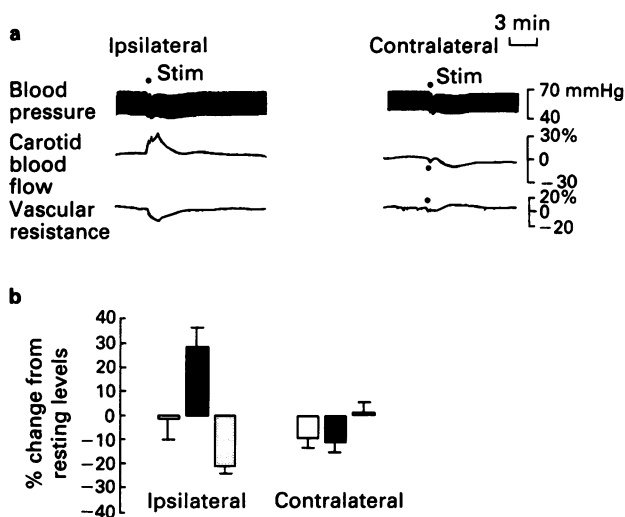 a
3 min
Ipsilateral
Contralateral
Stim
Stim
Blood
pressure
70 mmHg
40
Carotid
blood
flow
30%
0
−30
Vascular
resistance
20%
0
−20
b
% change from
resting levels
40
30
20
10
0
−10
−20
−30
−40
Ipsilateral
Contralateral